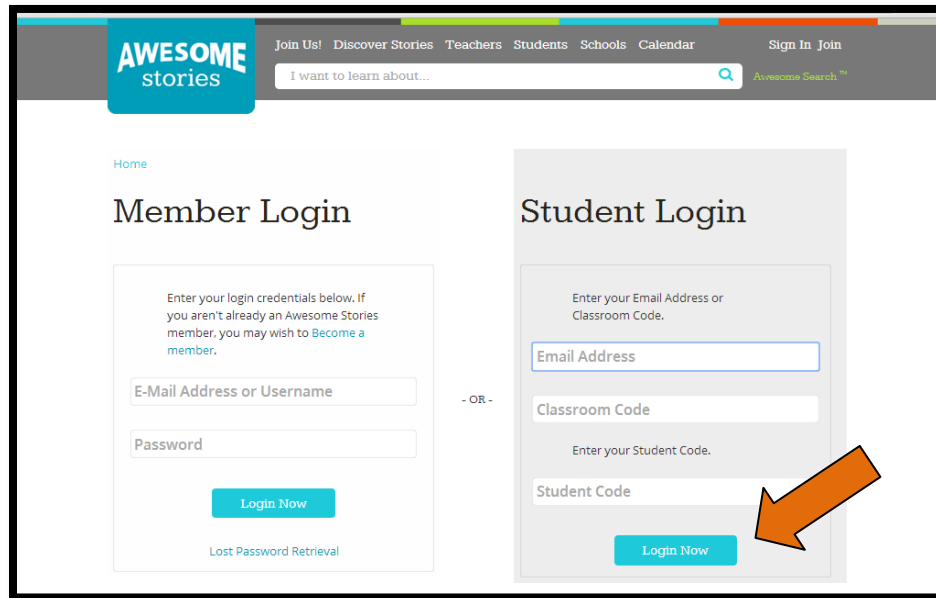 AWESOME
stories
Join Us! Discover Stories Teachers Students Schools Calendar Sign In Join
I want to learn about...
Awesome Search ™
Home
Member Login
Enter your login credentials below. If
you aren't already an Awesome Stories
member, you may wish to Become a
member.
E-Mail Address or Username
Password
Login Now
Lost Password Retrieval
- OR -
Student Login
Enter your Email Address or
Classroom Code.
Email Address
Classroom Code
Enter your Student Code.
Student Code
Login Now